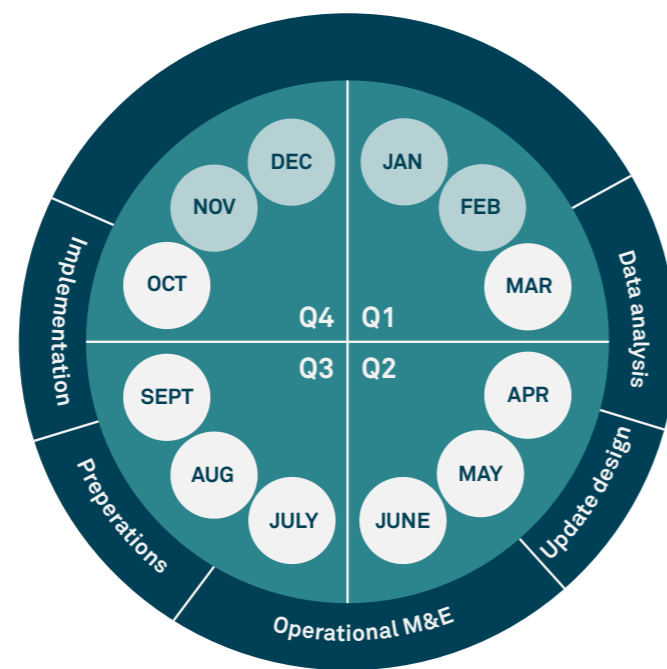 DEC
JAN
NOV
FEB
OCT
MAR
Q4
Q1
Q3
Q2
SEPT
APR
AUG
MAY
JULY
JUNE
Implementation
Data analysis
Preperations
Update design
Operational M&E